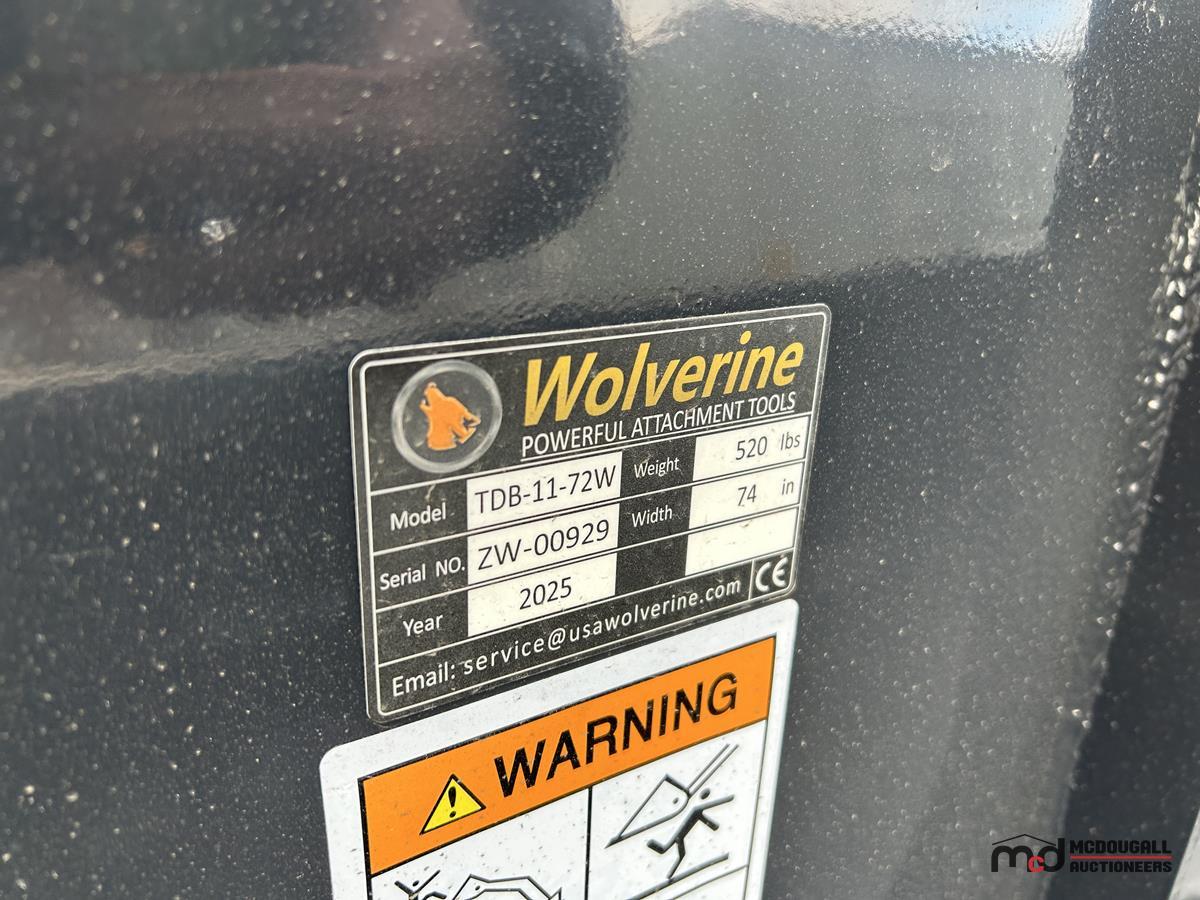 Wolverine
POWERFUL ATTACHMENT TOOLS
Model TDB-11-72W Weight 520 lbs
Serial NO. ZW-00929 Width 74 in
Year 2025
Email: service@usawolverine.com CE
WARNING
mcd MCDOUGALL
AUCTIONEERS